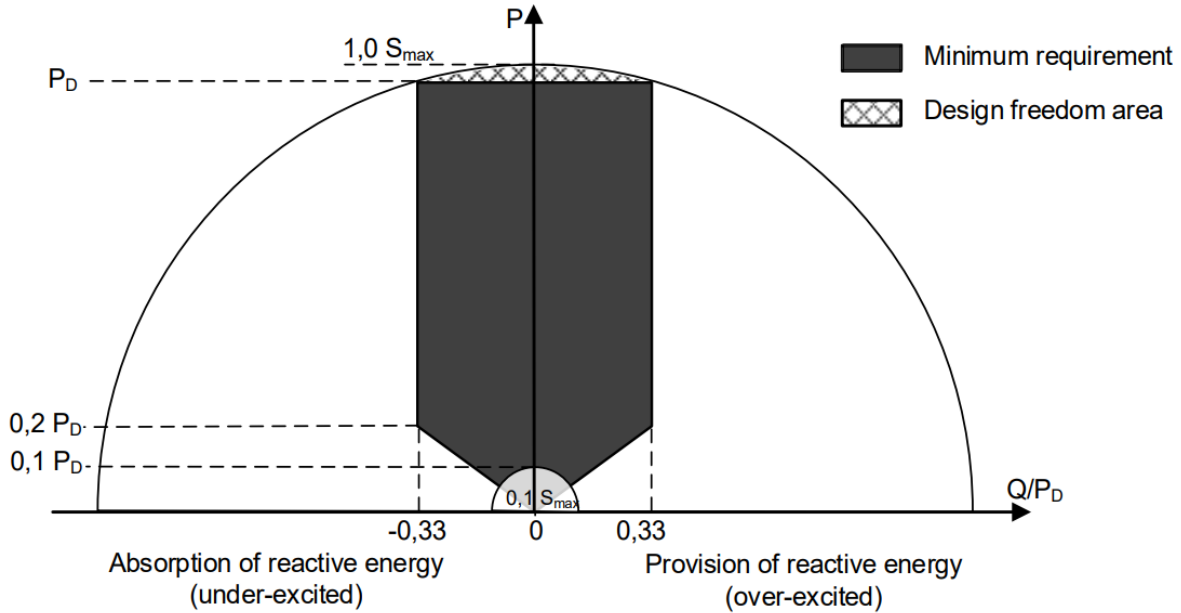 P
1,0 Smax
PD
Minimum requirement
Design freedom area
0,2 PD
0,1 PD
0,1 Smax
Q/PD
-0,33
0
0,33
Absorption of reactive energy
(under-excited)
Provision of reactive energy
(over-excited)